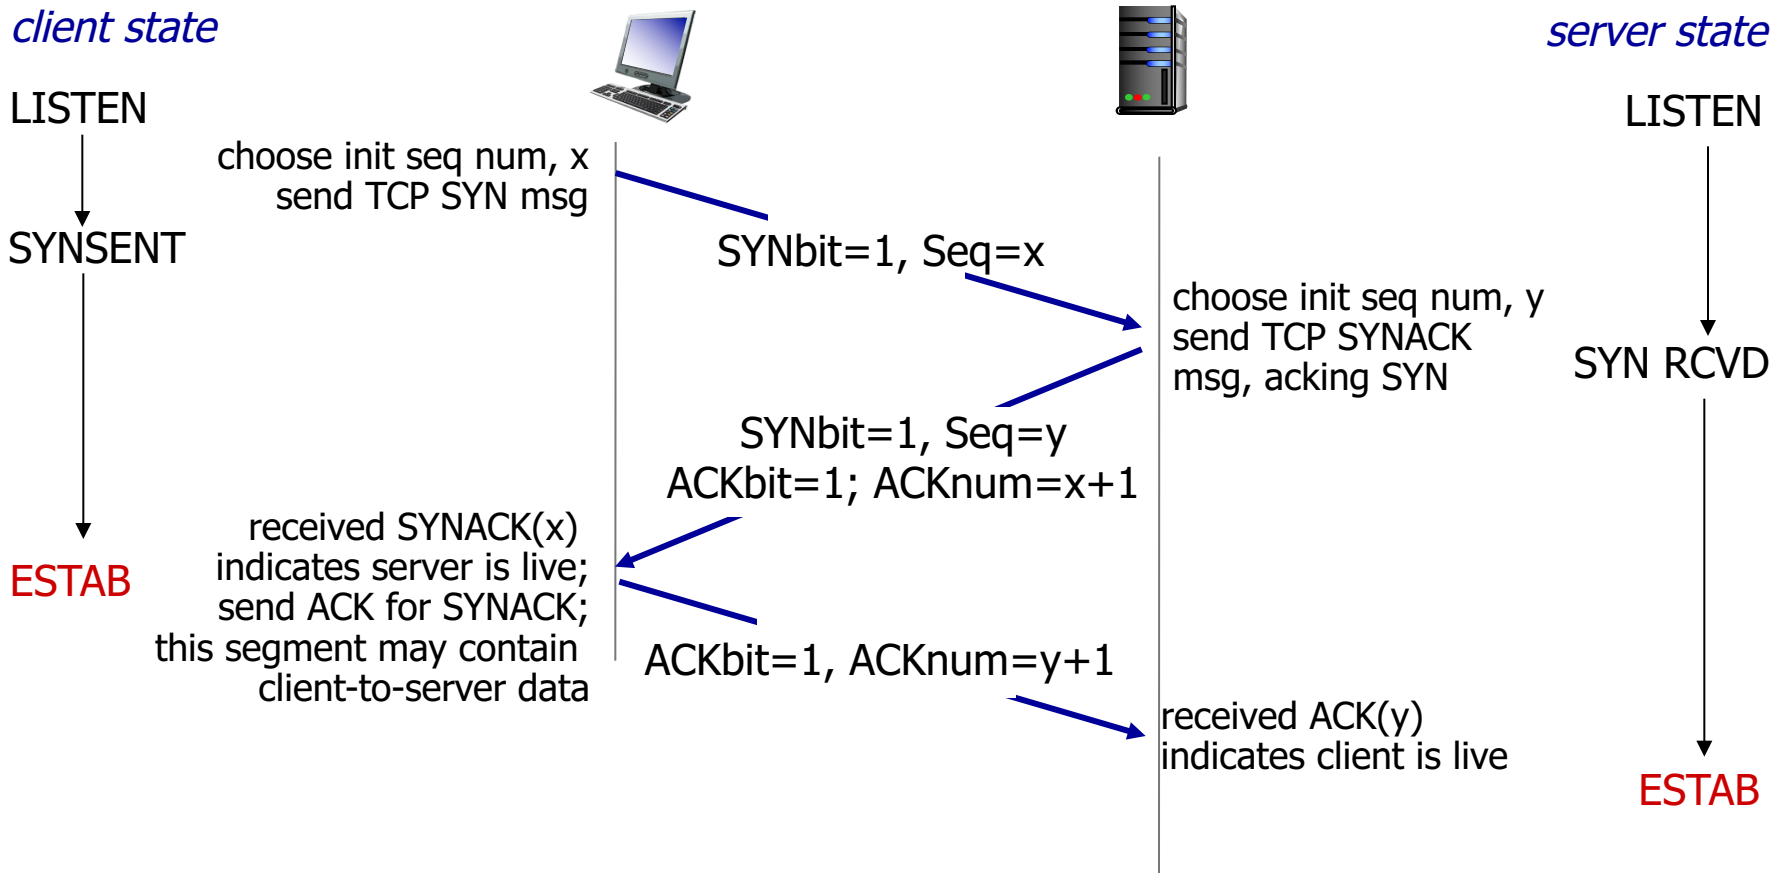 client state
server state
LISTEN
LISTEN
choose init seq num, x
send TCP SYN msg
SYNSENT
SYNbit=1, Seq=x
choose init seq num, y
send TCP SYNACK
msg, acking SYN
SYN RCVD
SYNbit=1, Seq=y
ACKbit=1; ACKnum=x+1
received SYNACK(x)
indicates server is live;
send ACK for SYNACK;
this segment may contain
client-to-server data
ESTAB
ACKbit=1, ACKnum=y+1
received ACK(y)
indicates client is live
ESTAB